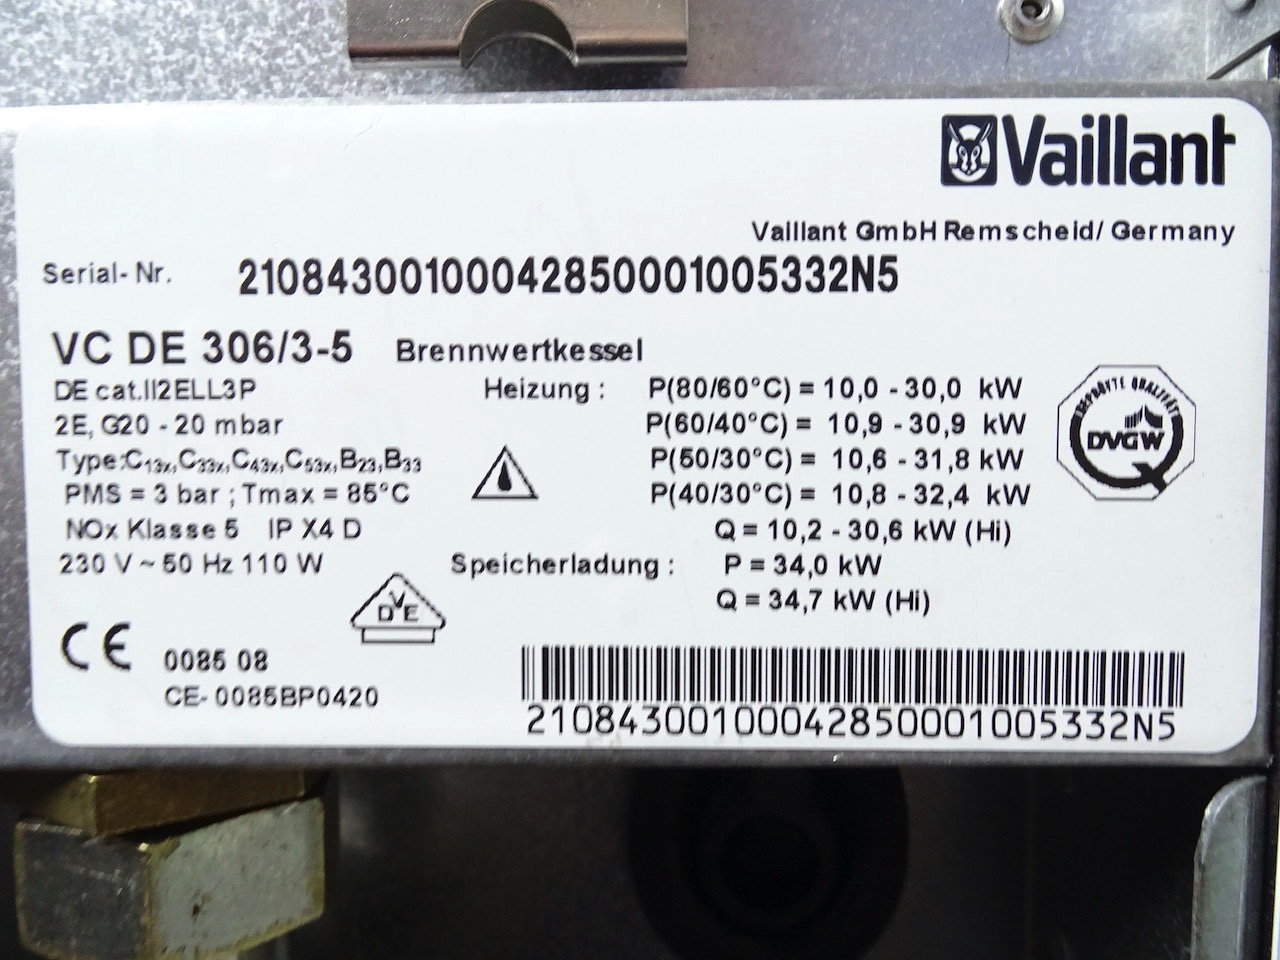 Vaillant
Vaillant GmbH Remscheid/ Germany
Serial-Nr. 21084300100042850001005332N5
VC DE 306/3-5 Brennwertkessel
DE cat.II2ELL3P Heizung : P(80/60°C) = 10,0 - 30,0 kW
2E, G20 - 20 mbar P(60/40°C) = 10,9 - 30,9 kW
Type:C₁₃ₓ,C₃₃ₓ,C₄₃ₓ,C₅₃ₓ,B₂₃,B₃₃ P(50/30°C) = 10,6 - 31,8 kW
PMS = 3 bar ; Tmax = 85°C P(40/30°C) = 10,8 - 32,4 kW
NOx Klasse 5 IP X4 D Q = 10,2 - 30,6 kW (Hi)
230 V ~ 50 Hz 110 W Speicherladung : P = 34,0 kW
Q = 34,7 kW (Hi)
GEPRÜFTE QUALITÄT
DVGW
DVE
CE 0085 08
CE-0085BP0420
21084300100042850001005332N5